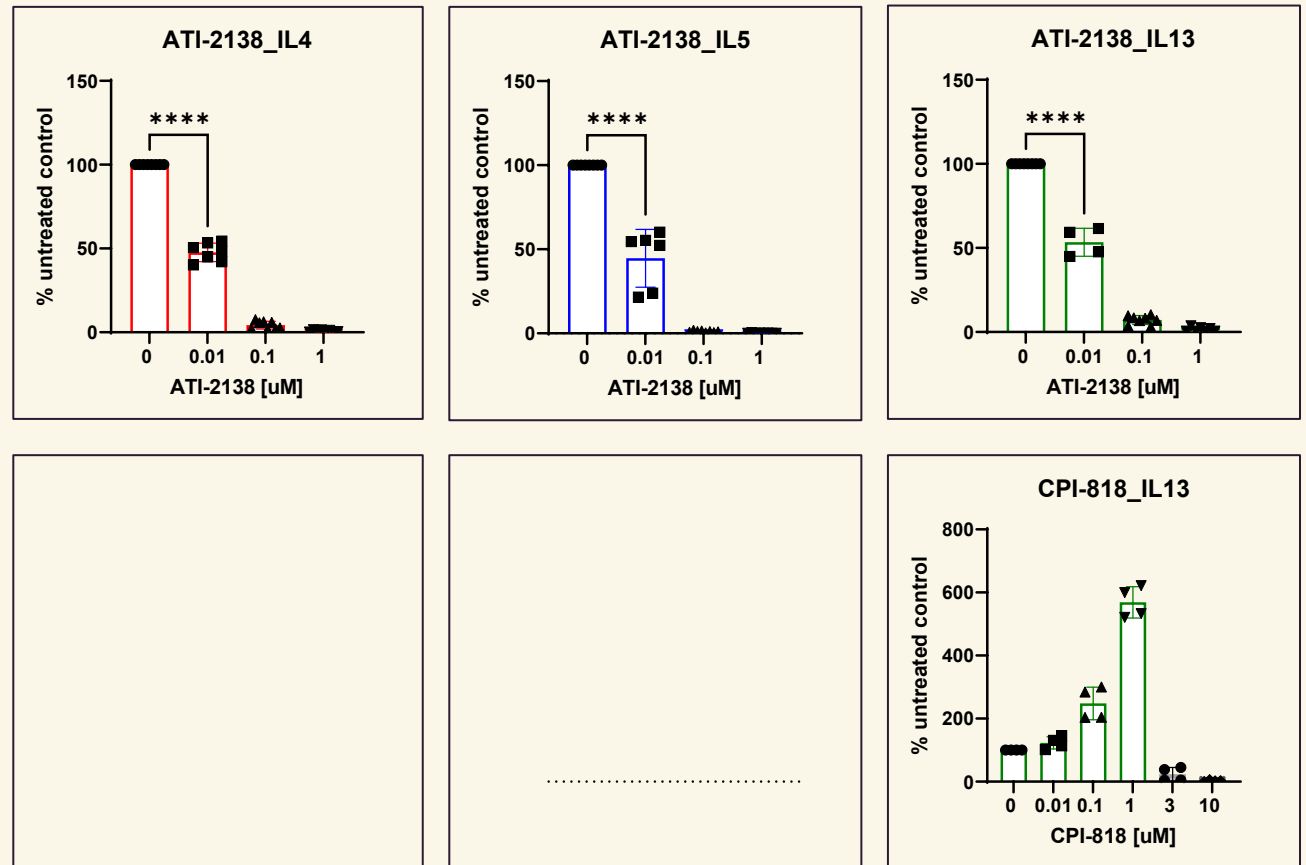 ATI-2138_IL4
% untreated control
150
100
50
0
****
0 0.01 0.1 1
ATI-2138 [uM]
ATI-2138_IL5
% untreated control
150
100
50
0
****
0 0.01 0.1 1
ATI-2138 [uM]
ATI-2138_IL13
% untreated control
150
100
50
0
****
0 0.01 0.1 1
ATI-2138 [uM]
CPI-818_IL13
% untreated control
800
600
400
200
0
0 0.01 0.1 1 3 10
CPI-818 [uM]